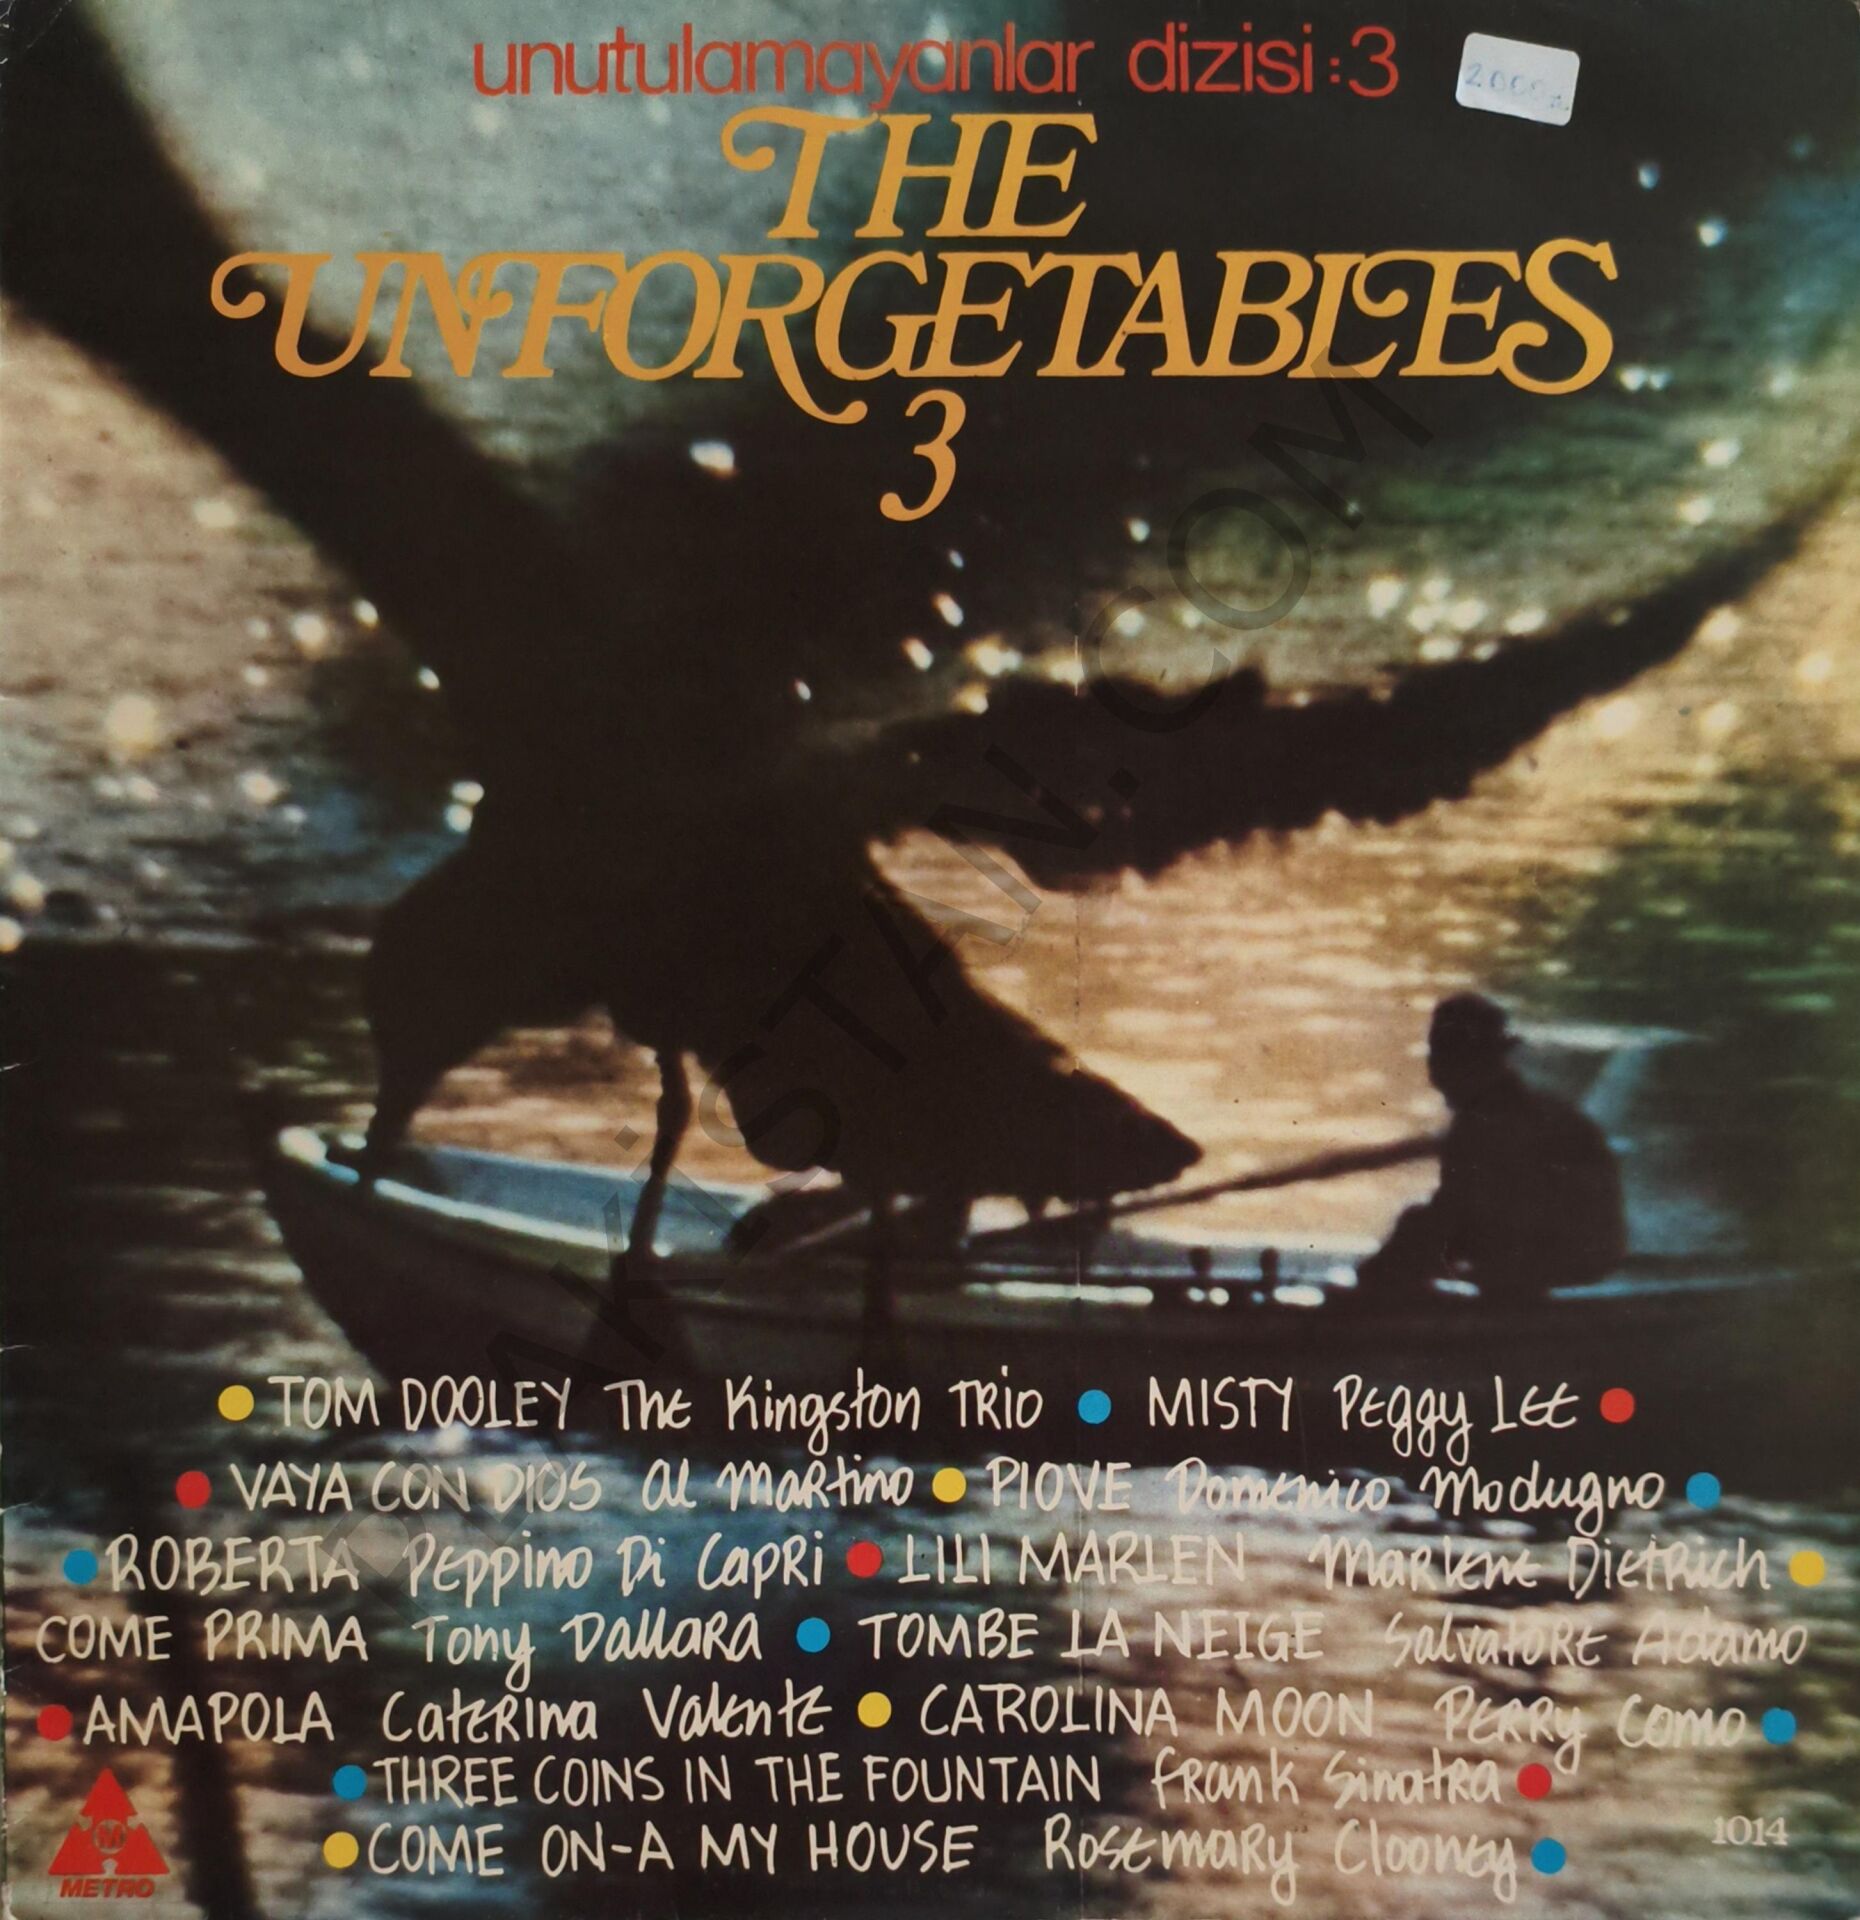 unutulamayanlar dizisi:3
2000
THE
UNFORGETABLES
3
TOM DOOLEY The Kingston TRio MISTY Peggy LEE
VAYA CON DIOS Al Martino PIOVE Domenico Modugno
ROBERTA Peppino Di Capri LILI MARLEN Marlene Dietrich
COME PRIMA Tony Dallara TOMBE LA NEIGE Salvatore Adamo
AMAPOLA Caterina Valente CAROLINA MOON Perry Como
THREE COINS IN THE FOUNTAIN Frank Sinatra
COME ON-A MY HOUSE Rosemary Clooney
1014
M
METRO
PLAKiSTAN.COM